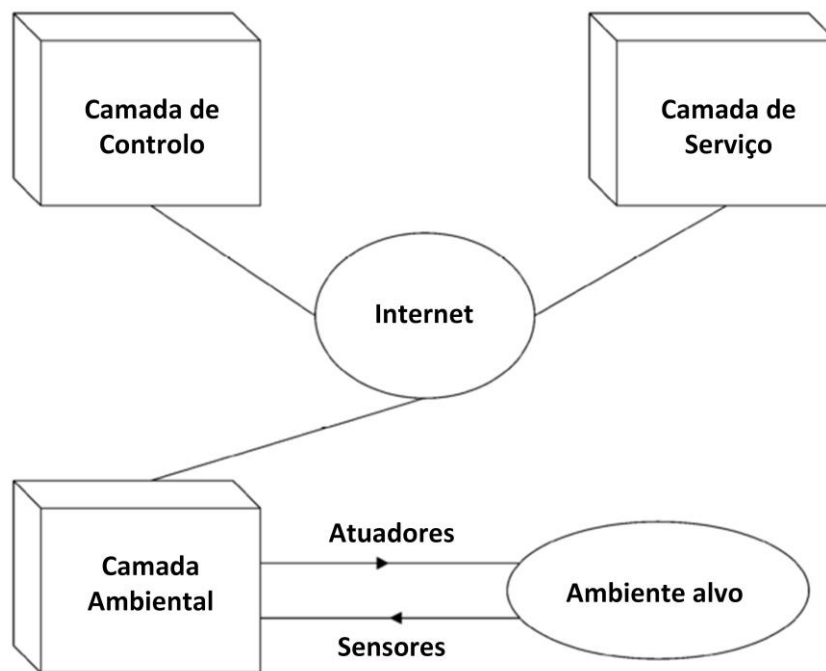 Camada de
Controlo
Camada de
Serviço
Internet
Camada
Ambiental
Atuadores
Sensores
Ambiente alvo